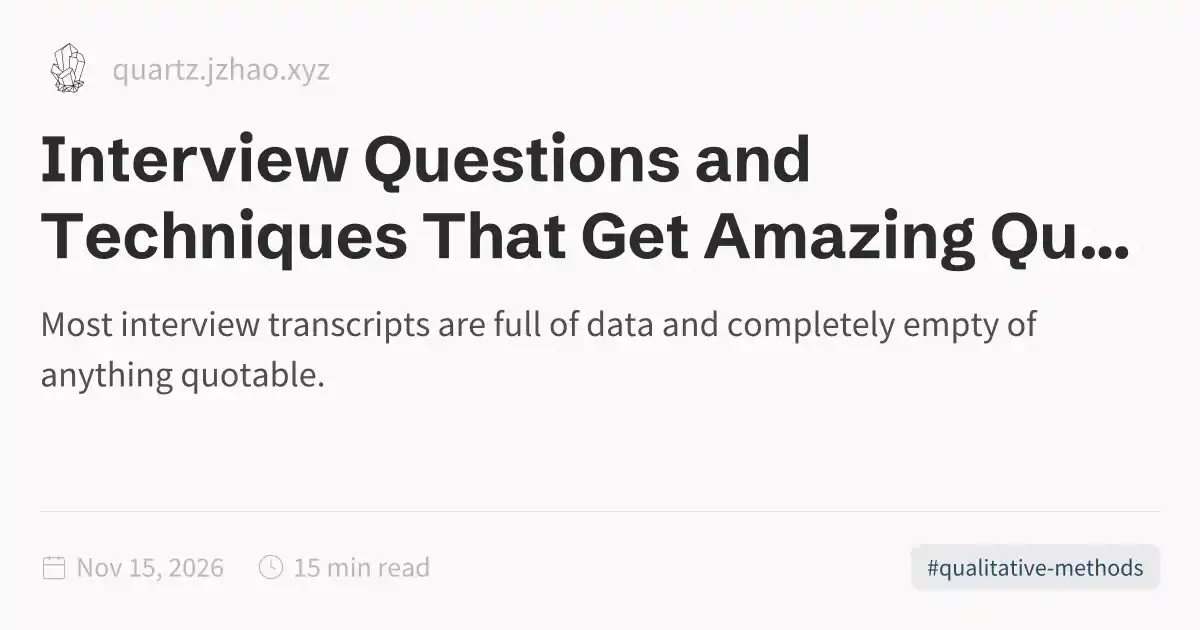 quartz.jzhao.xyz
Interview Questions and
Techniques That Get Amazing Qu...
Most interview transcripts are full of data and completely empty of
anything quotable.
Nov 15, 2026
15 min read
#qualitative-methods